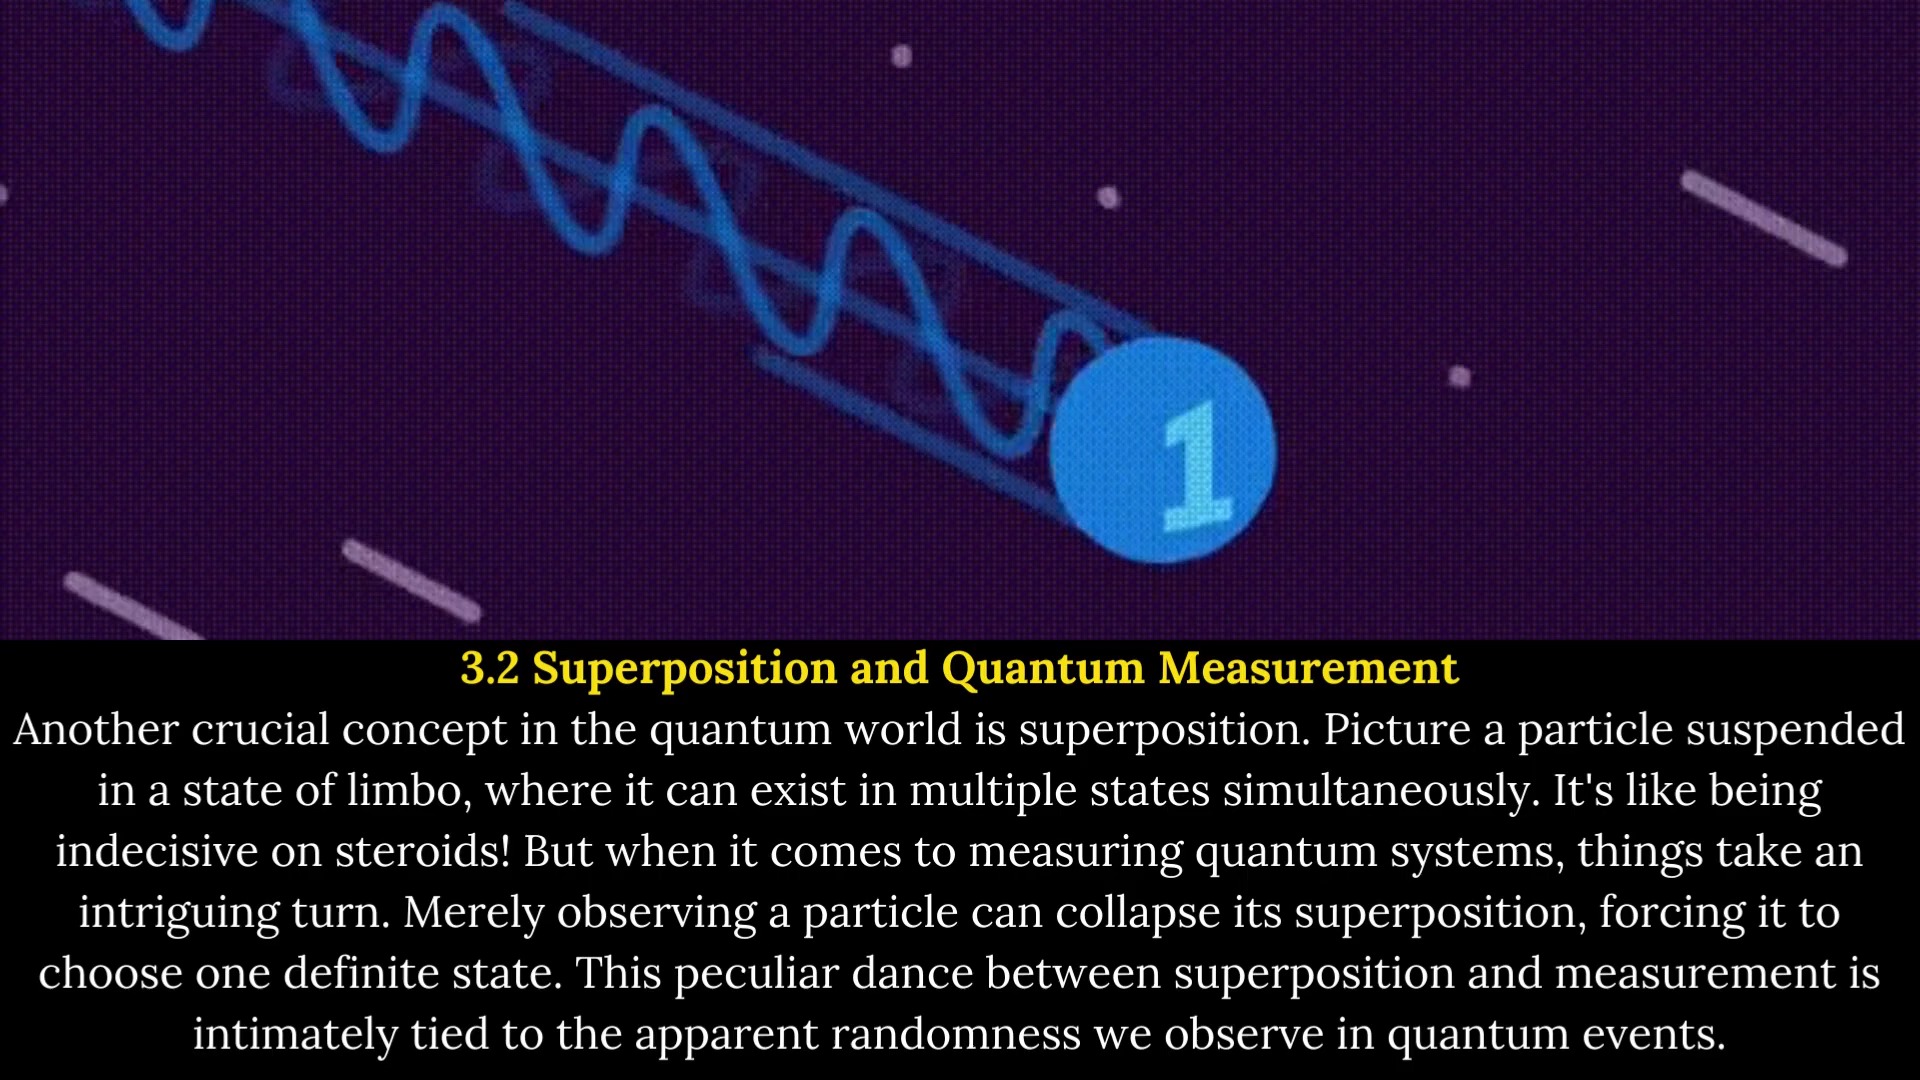 1
3.2 Superposition and Quantum Measurement
Another crucial concept in the quantum world is superposition. Picture a particle suspended
in a state of limbo, where it can exist in multiple states simultaneously. It's like being
indecisive on steroids! But when it comes to measuring quantum systems, things take an
intriguing turn. Merely observing a particle can collapse its superposition, forcing it to
choose one definite state. This peculiar dance between superposition and measurement is
intimately tied to the apparent randomness we observe in quantum events.